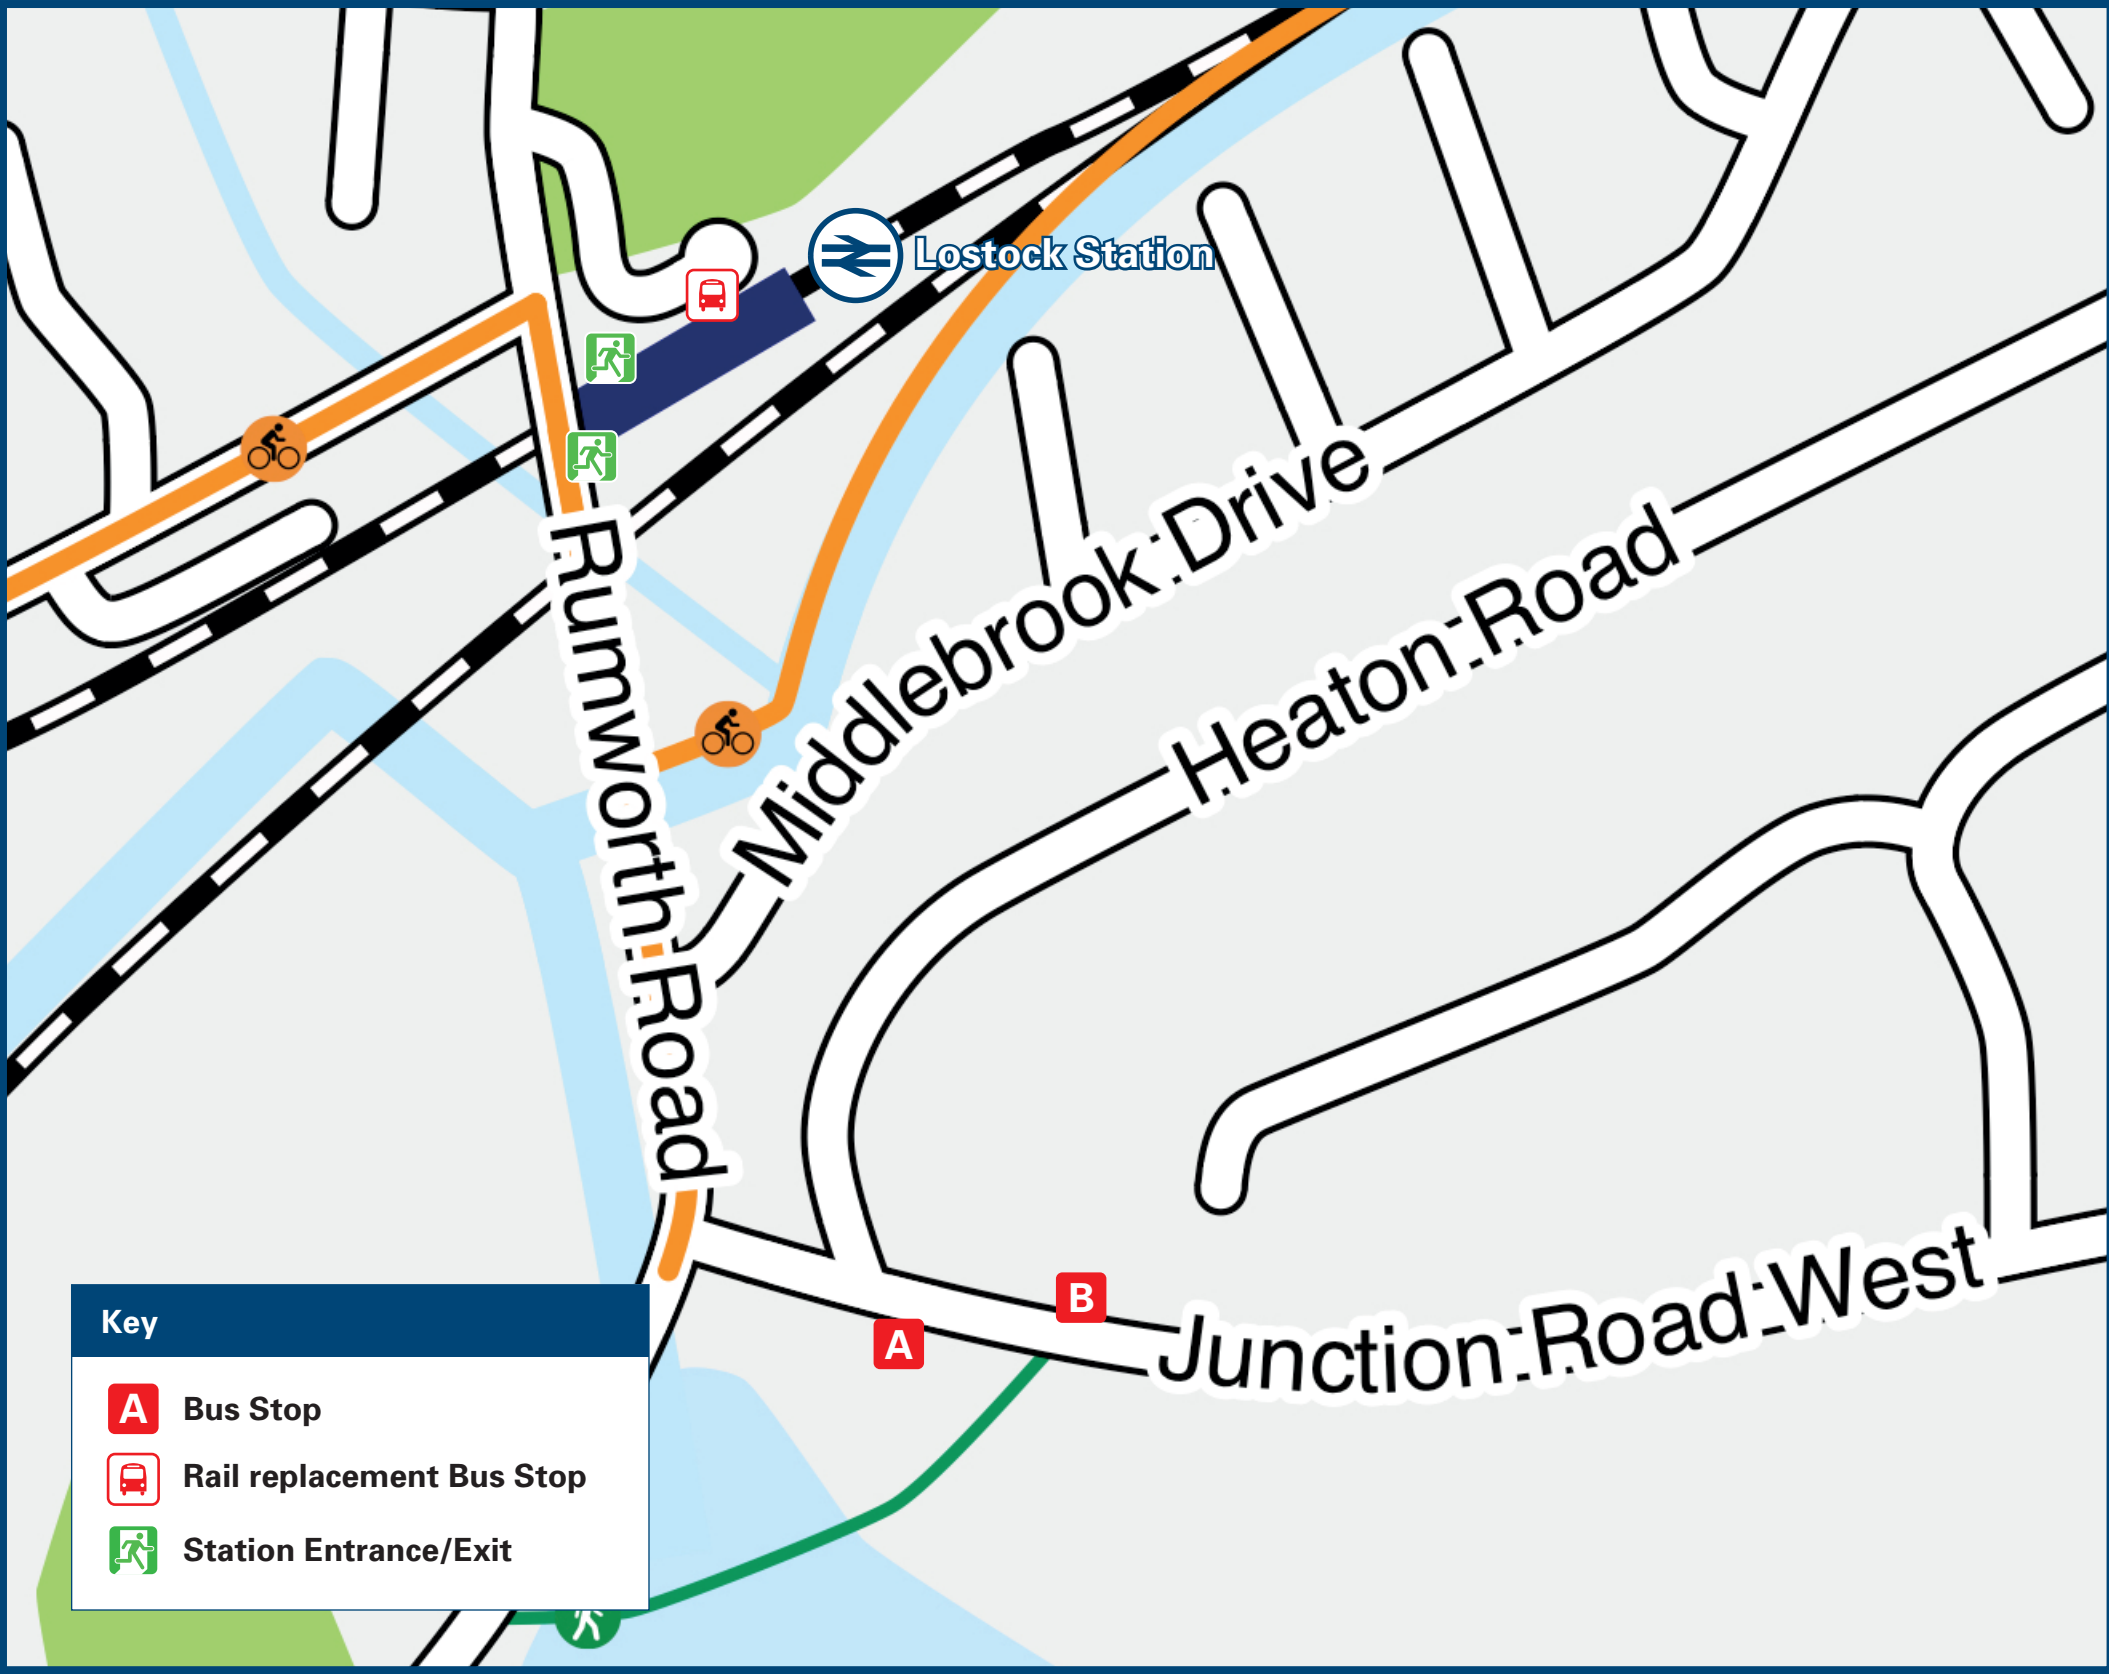 Lostock Station
Rumworth Road
Middlebrook Drive
Heaton Road
Junction Road West
B
A
Key
A Bus Stop
Rail replacement Bus Stop
Station Entrance/Exit